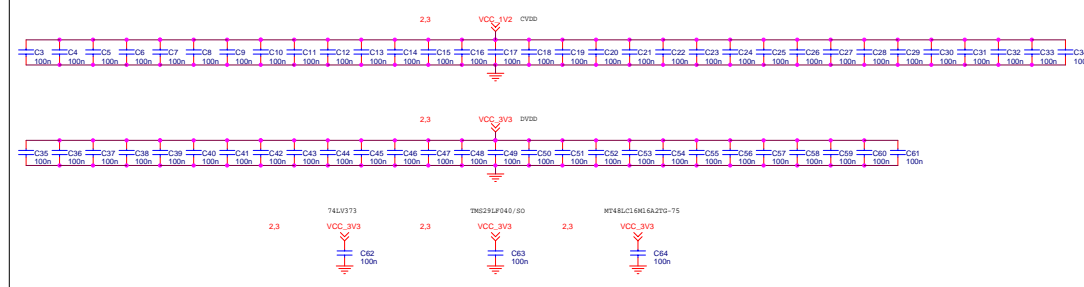 2,3 VCC_1V2 CVDD
C3 C4 C5 C6 C7 C8 C9 C10 C11 C12 C13 C14 C15 C16 C17 C18 C19 C20 C21 C22 C23 C24 C25 C26 C27 C28 C29 C30 C31 C32 C33 C34
100n 100n 100n 100n 100n 100n 100n 100n 100n 100n 100n 100n 100n 100n 100n 100n 100n 100n 100n 100n 100n 100n 100n 100n 100n 100n 100n 100n 100n 100n 100n 100
2,3 VCC_3V3 DVDD
C35 C36 C37 C38 C39 C40 C41 C42 C43 C44 C45 C46 C47 C48 C49 C50 C51 C52 C53 C54 C55 C56 C57 C58 C59 C60 C61
100n 100n 100n 100n 100n 100n 100n 100n 100n 100n 100n 100n 100n 100n 100n 100n 100n 100n 100n 100n 100n 100n 100n 100n 100n 100n 100n
74LV373 TMS29LF040/SO MT48LC16M16A2TG-75
2,3 VCC_3V3 2,3 VCC_3V3 2,3 VCC_3V3
C62 C63 C64
100n 100n 100n